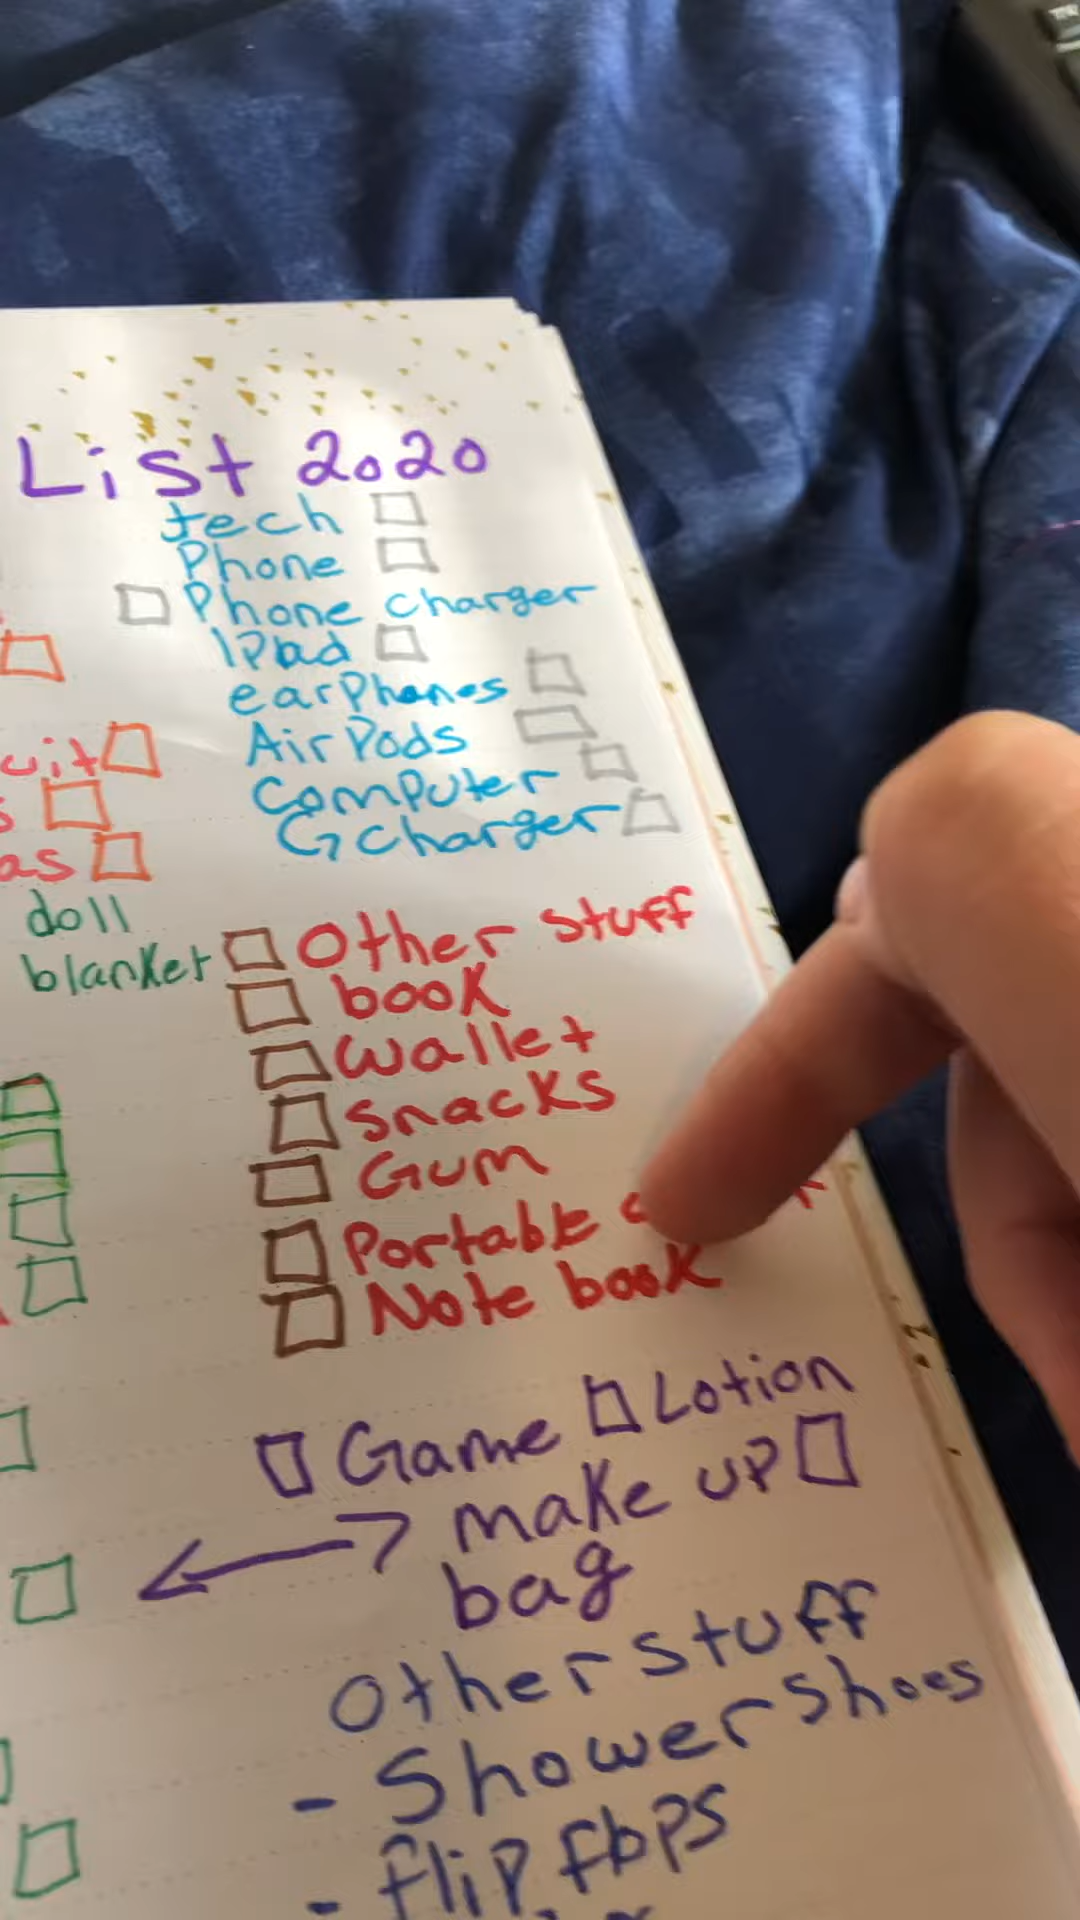 List 2020
tech
Phone
Phone charger
IPad
earphones
AirPods
Computer
G charger
doll
blanket
Other stuff
book
wallet
snacks
Gum
Portable
Note book
Game Lotion
make up
bag
Other stuff
- Shower shoes
- flip flops